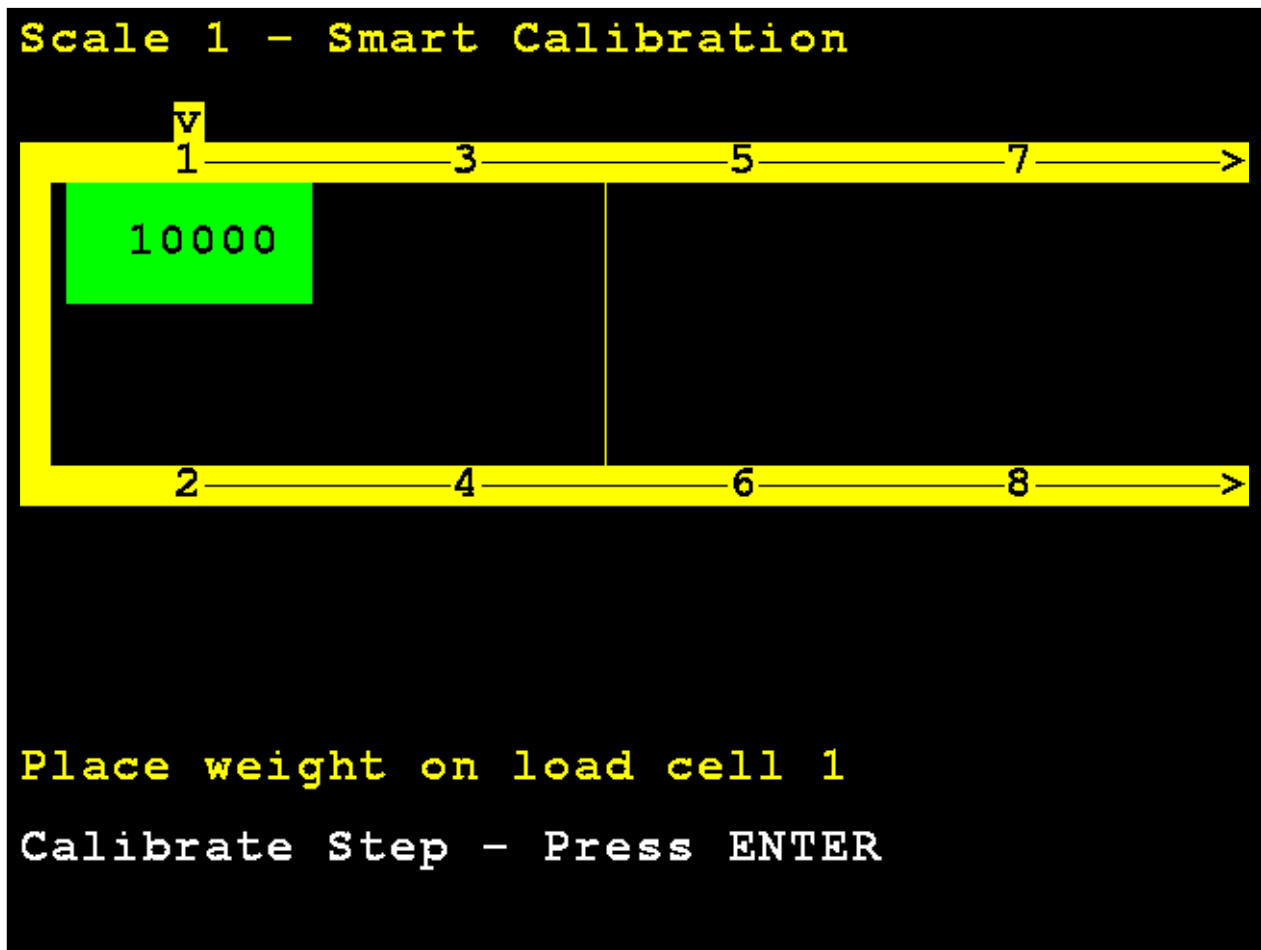 Scale 1 - Smart Calibration
v
1 3 5 7 >
10000
2 4 6 8 >
Place weight on load cell 1
Calibrate Step - Press ENTER